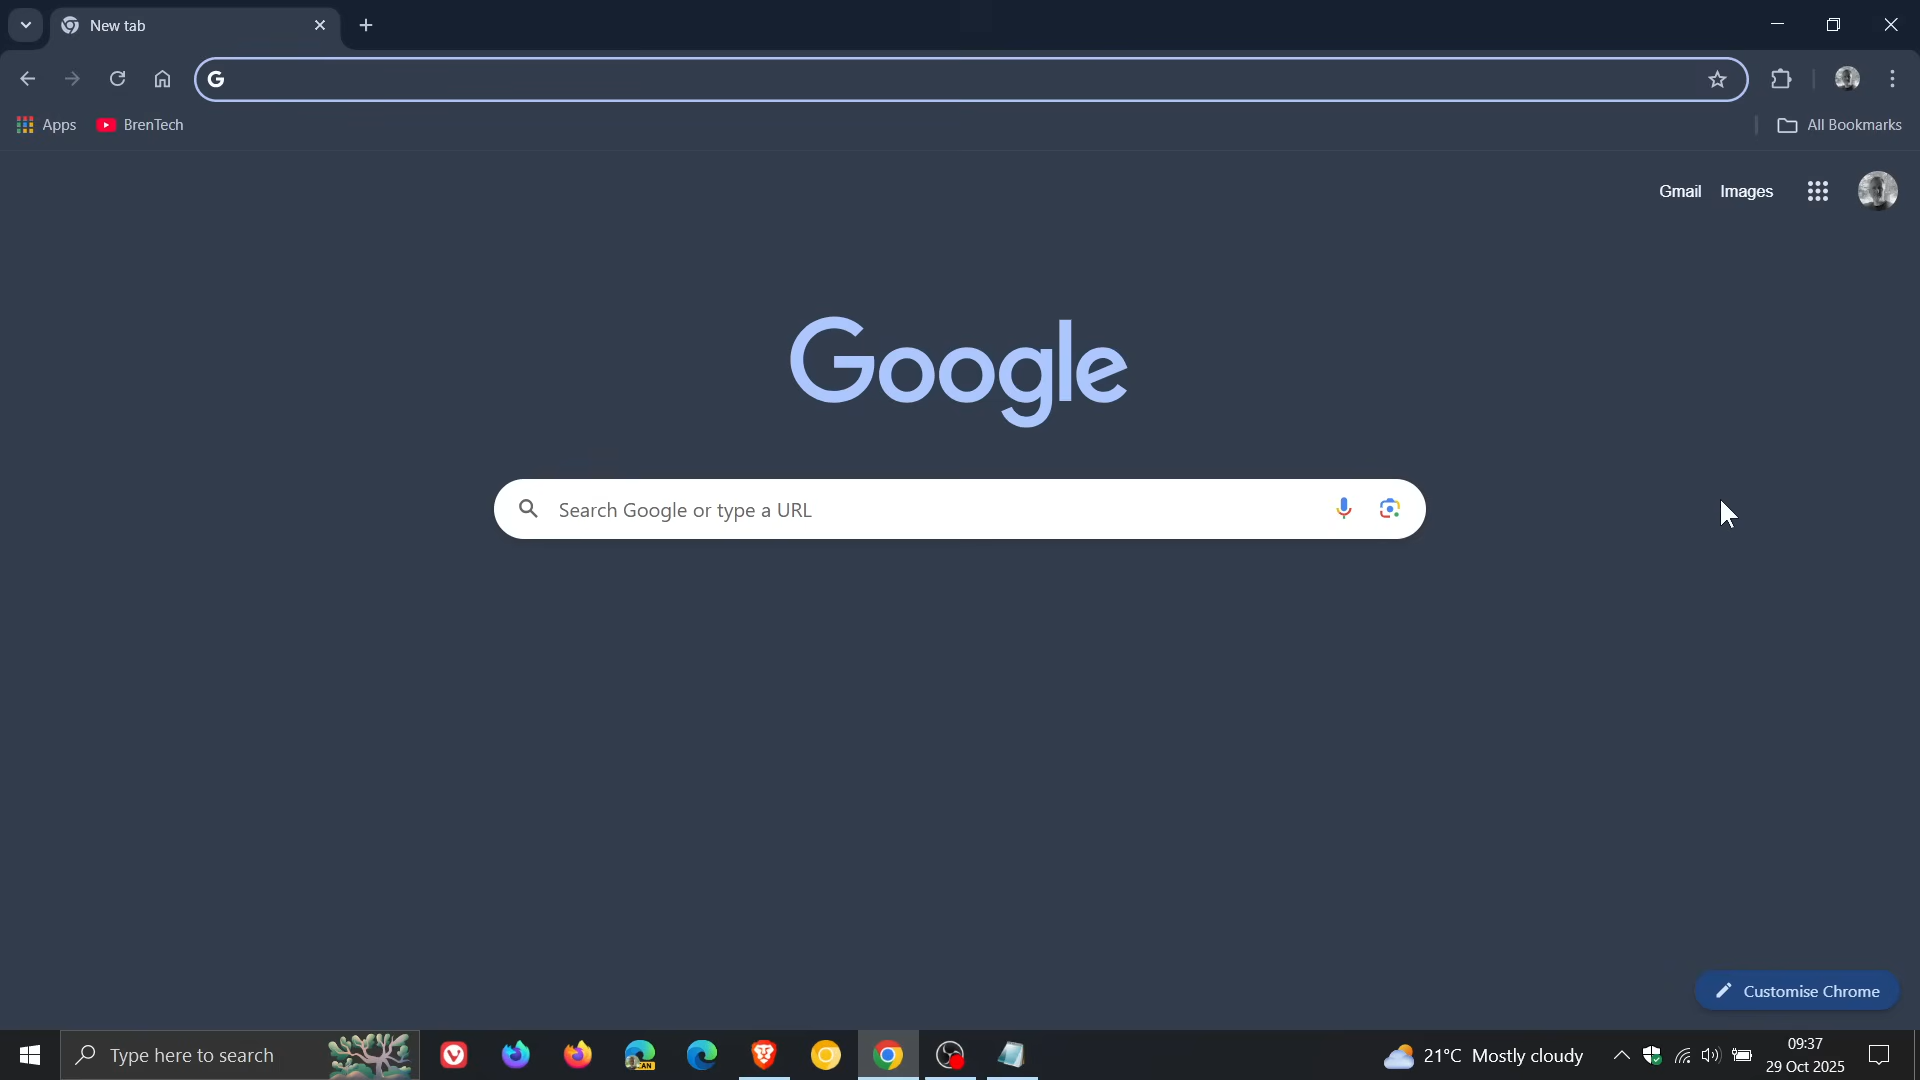 New tab
Apps
BrenTech
All Bookmarks
Gmail Images
Google
Search Google or type a URL
Customise Chrome
Type here to search
21°C Mostly cloudy
09:37
29 Oct 2025